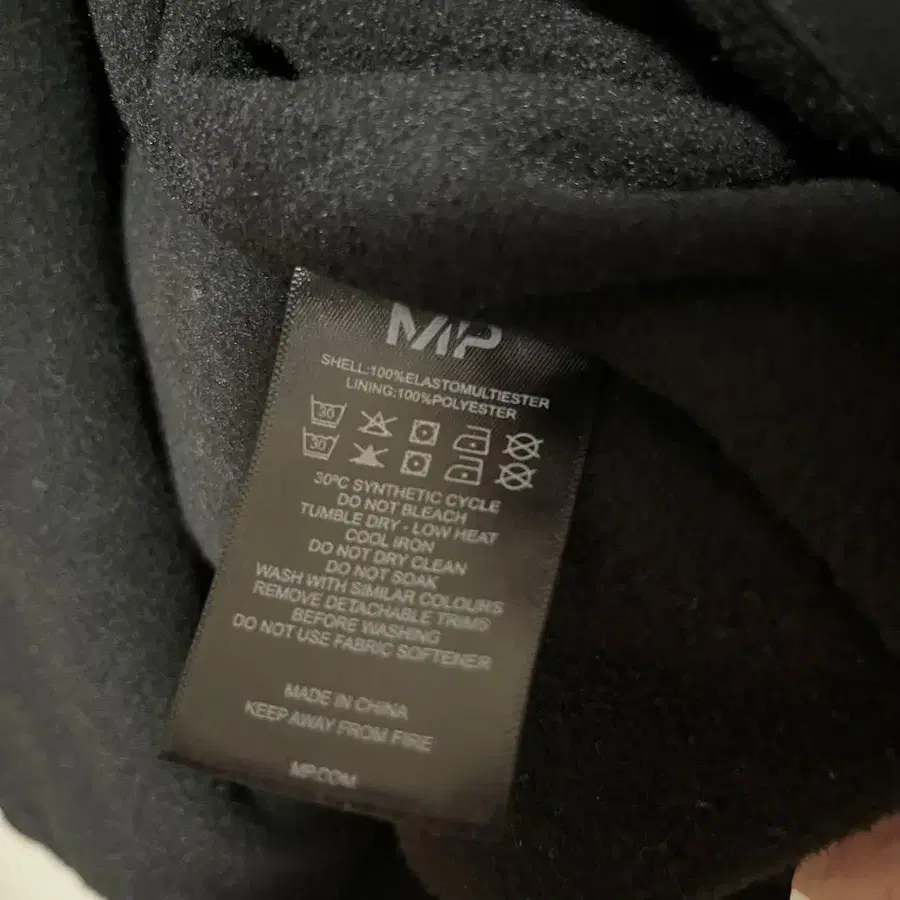 MP
SHELL:100%ELASTOMULTIESTER
LINING:100%POLYESTER
30
30
30°C SYNTHETIC CYCLE
DO NOT BLEACH
TUMBLE DRY - LOW HEAT
COOL IRON
DO NOT DRY CLEAN
DO NOT SOAK
WASH WITH SIMILAR COLOURS
REMOVE DETACHABLE TRIMS
BEFORE WASHING
DO NOT USE FABRIC SOFTENER
MADE IN CHINA
KEEP AWAY FROM FIRE
MP.COM